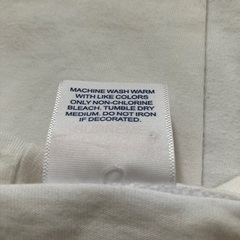 MACHINE WASH WARM
WITH LIKE COLORS
ONLY NON-CHLORINE
BLEACH. TUMBLE DRY
MEDIUM. DO NOT IRON
IF DECORATED.